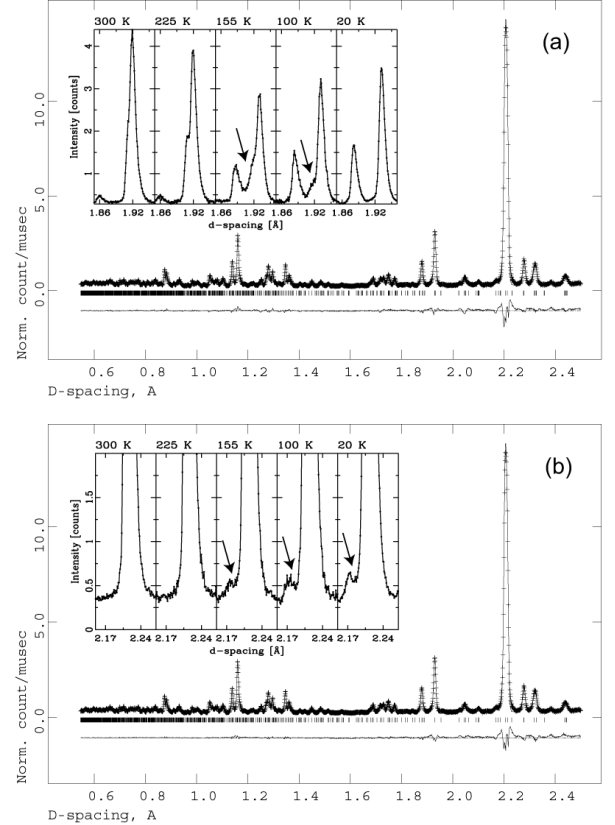 300 K 225 K 155 K 100 K 20 K
(a)
Intensity [counts]
4
3
2
1
1.86 1.92 1.86 1.92 1.86 1.92 1.86 1.92 1.86 1.92
d-spacing [Å]
Norm. count/musec
10.0
5.0
0.0
0.6 0.8 1.0 1.2 1.4 1.6 1.8 2.0 2.2 2.4
D-spacing, A
300 K 225 K 155 K 100 K 20 K
(b)
Intensity [counts]
1.5
1
0.5
0
2.17 2.24 2.17 2.24 2.17 2.24 2.17 2.24 2.17 2.24
d-spacing [Å]
Norm. count/musec
10.0
5.0
0.0
0.6 0.8 1.0 1.2 1.4 1.6 1.8 2.0 2.2 2.4
D-spacing, A